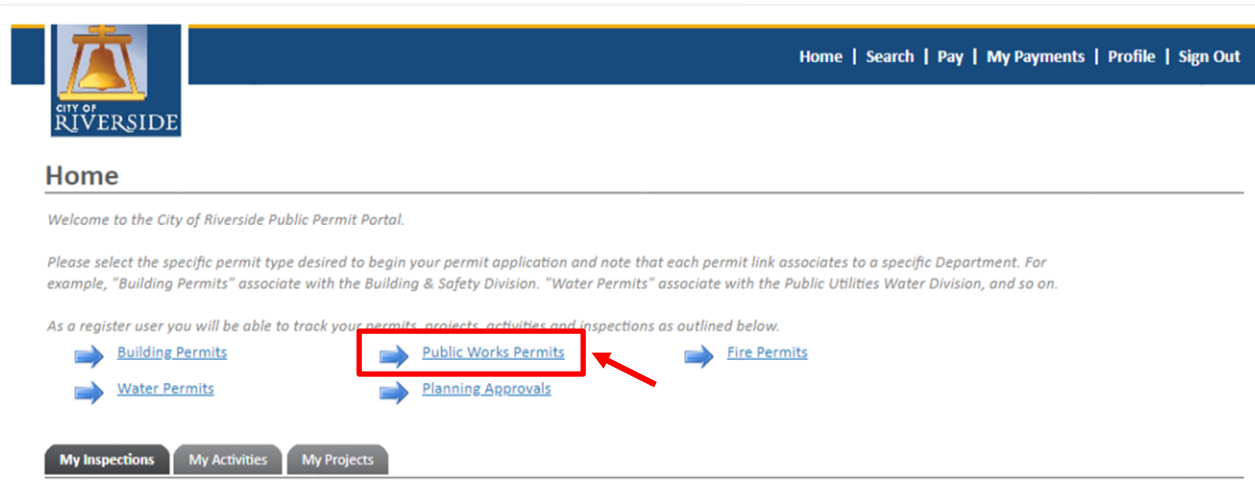 Home | Search | Pay | My Payments | Profile | Sign Out
CITY OF
RIVERSIDE
Home
Welcome to the City of Riverside Public Permit Portal.
Please select the specific permit type desired to begin your permit application and note that each permit link associates to a specific Department. For
example, "Building Permits" associate with the Building & Safety Division. "Water Permits" associate with the Public Utilities Water Division, and so on.
As a register user you will be able to track your permits, projects, activities and inspections as outlined below.
Building Permits Public Works Permits Fire Permits
Water Permits Planning Approvals
My Inspections My Activities My Projects